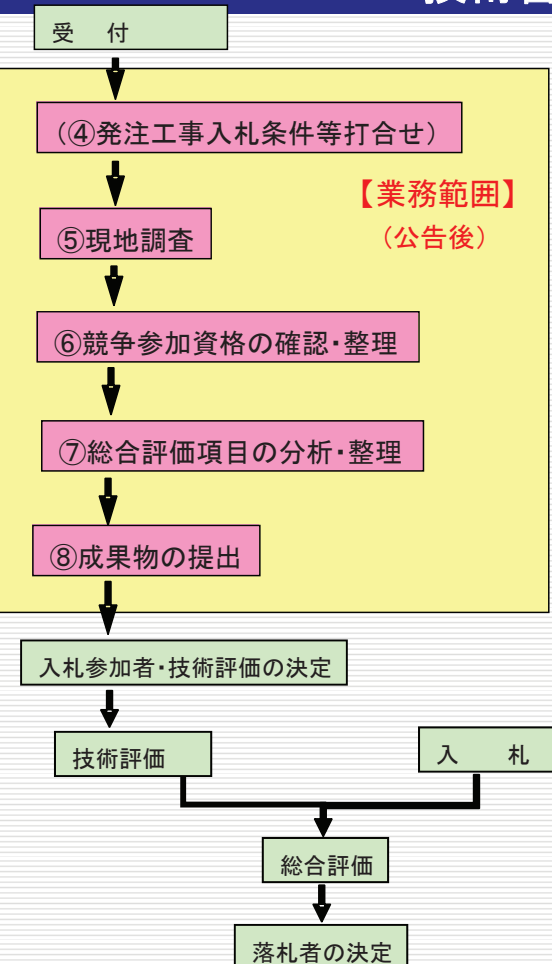 受　付
(④発注工事入札条件等打合せ)
【業務範囲】
(公告後)
⑤現地調査
⑥競争参加資格の確認・整理
⑦総合評価項目の分析・整理
⑧成果物の提出
入札参加者・技術評価の決定
技術評価
入　札
総合評価
落札者の決定